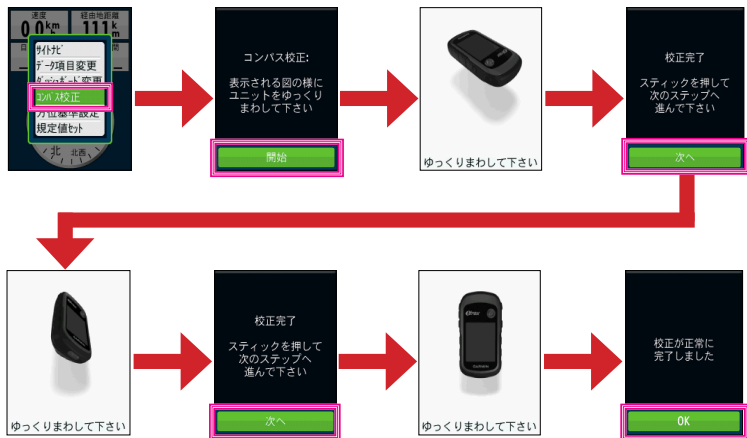 速度
経由地距離
0.0 km h
111 km
サイトナビ
データ項目変更
ダッシュボード変更
コンパス校正
方位基準設定
規定値セット
北
北西
コンパス校正:
表示される図の様に
ユニットをゆっくり
まわして下さい
開始
ゆっくりまわして下さい
校正完了
スティックを押して
次のステップへ
進んで下さい
次へ
ゆっくりまわして下さい
校正完了
スティックを押して
次のステップへ
進んで下さい
次へ
eTrex
GARMIN
ゆっくりまわして下さい
校正が正常に
完了しました
OK